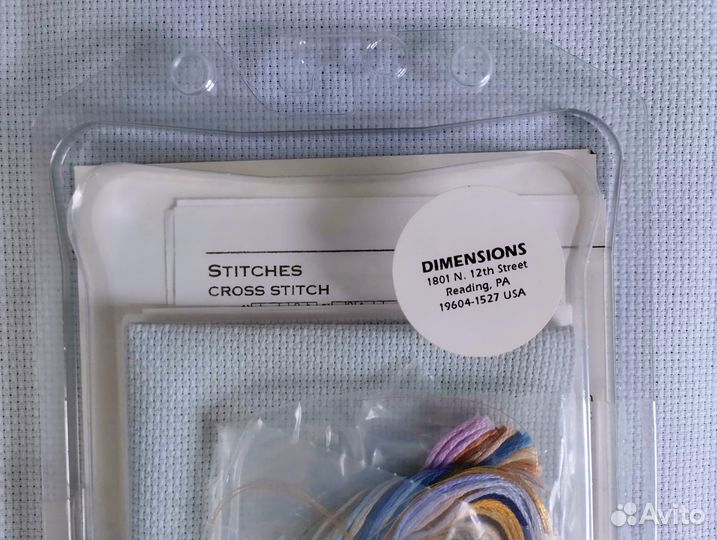 STITCHES
CROSS STITCH
DIMENSIONS
1801 N. 12th Street
Reading, PA
19604-1527 USA
Avito